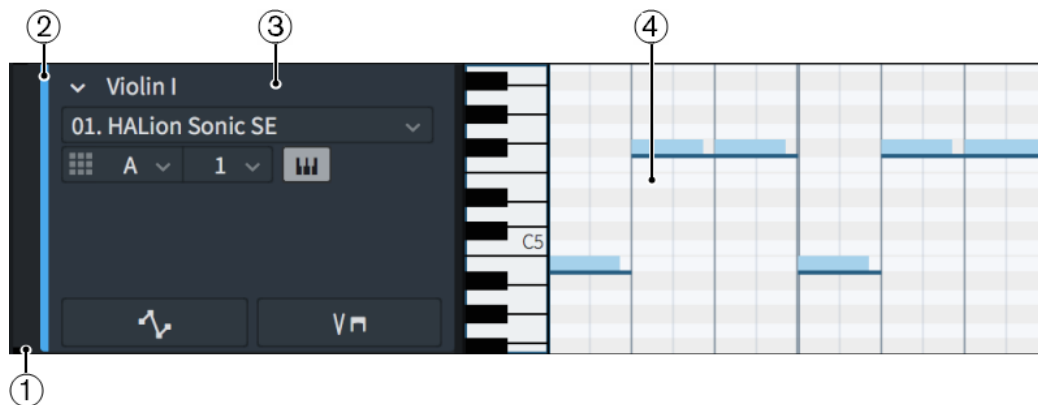 ② ③ ④
Violin I
01. HALion Sonic SE
A 1
C5
①